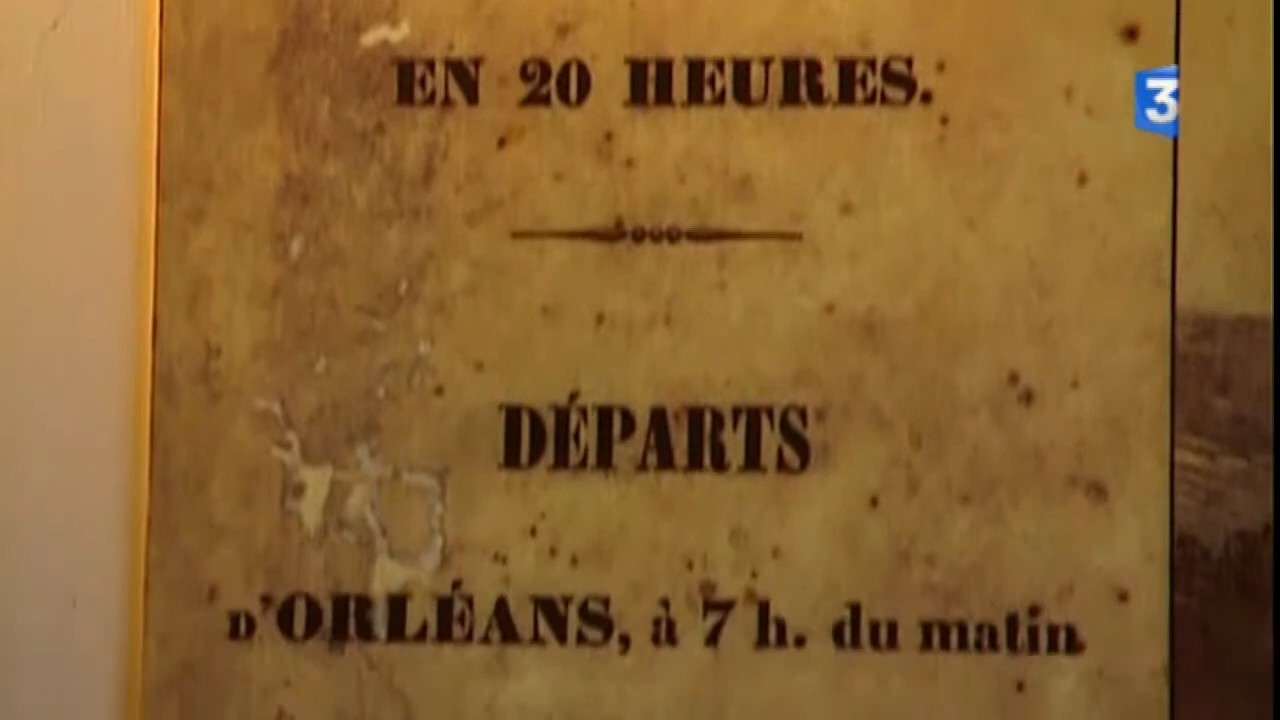 EN 20 HEURES.
3
DÉPARTS
D'ORLÉANS, à 7 h. du matin.